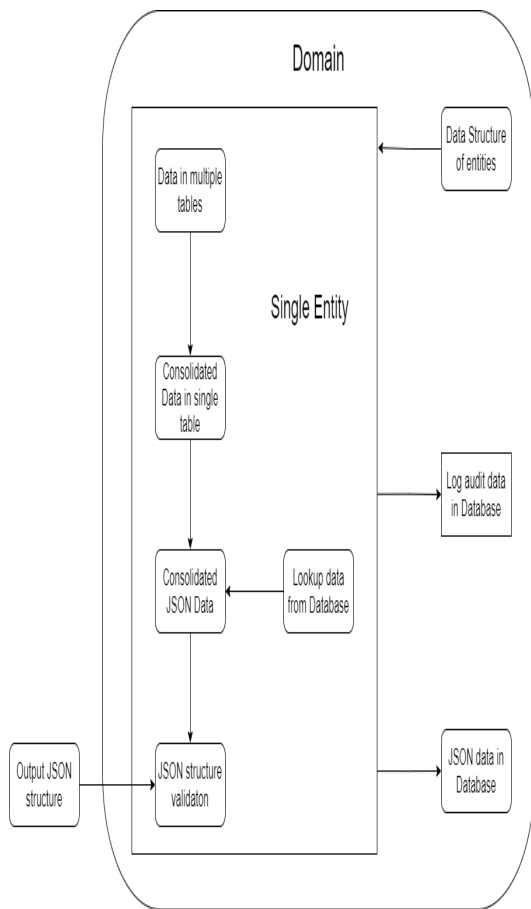 Domain
Data Structure
of entities
Data in multiple
tables
Single Entity
Consolidated
Data in single
table
Log audit data
in Database
Consolidated
JSON Data
Lookup data
from Database
Output JSON
structure
JSON structure
validaton
JSON data in
Database